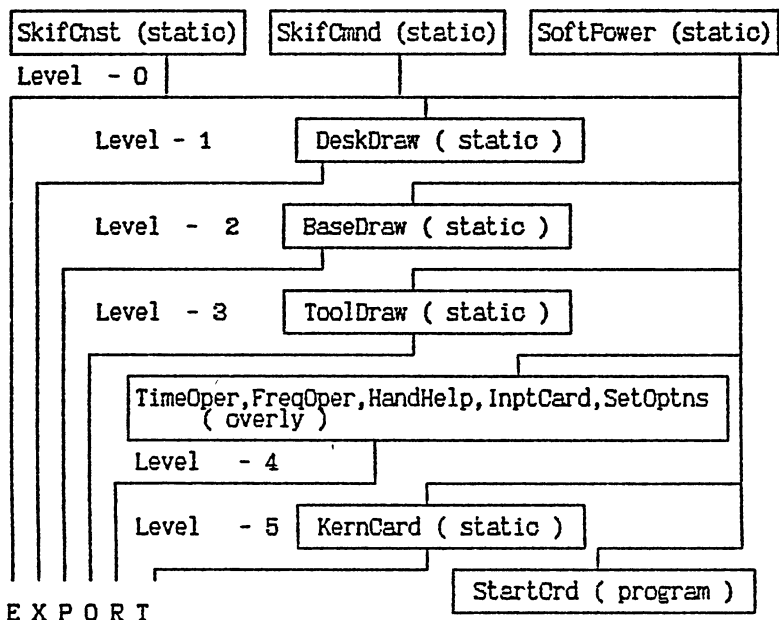 SkifCnst (static) SkifCmnd (static) SoftPower (static)
Level - 0
Level - 1 DeskDraw ( static )
Level - 2 BaseDraw ( static )
Level - 3 ToolDraw ( static )
TimeOper,FreqOper,HandHelp,InptCard,SetOptns
( overly )
Level - 4
Level - 5 KernCard ( static )
StartCrd ( program )
E X P O R T